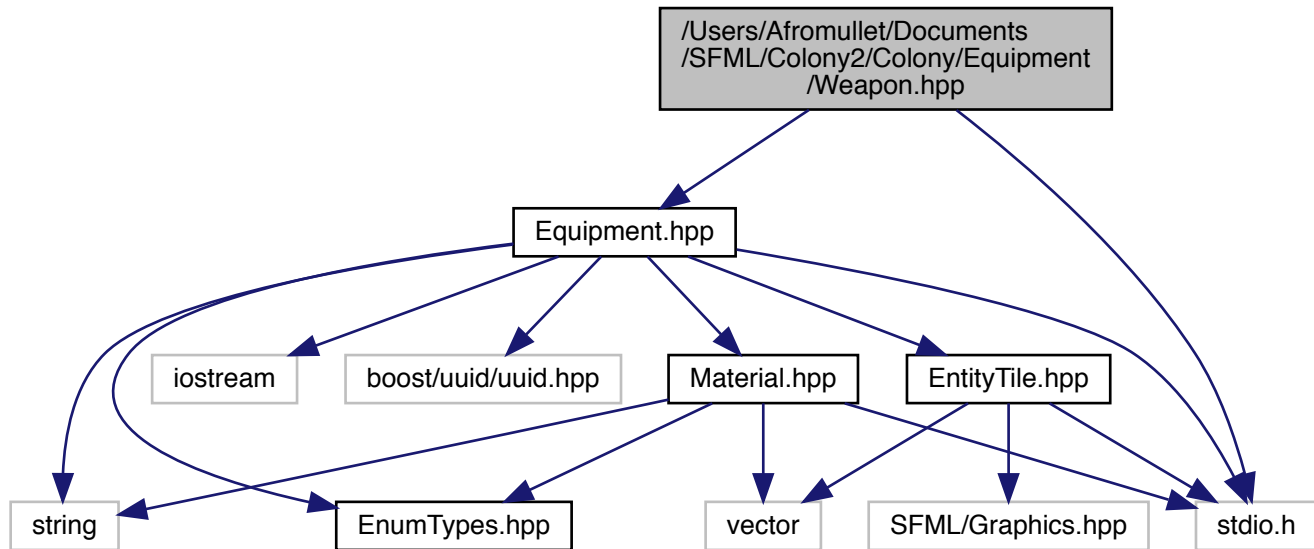 /Users/Afromullet/Documents
/SFML/Colony2/Colony/Equipment
/Weapon.hpp
Equipment.hpp
iostream
boost/uuid/uuid.hpp
Material.hpp
EntityTile.hpp
string
EnumTypes.hpp
vector
SFML/Graphics.hpp
stdio.h